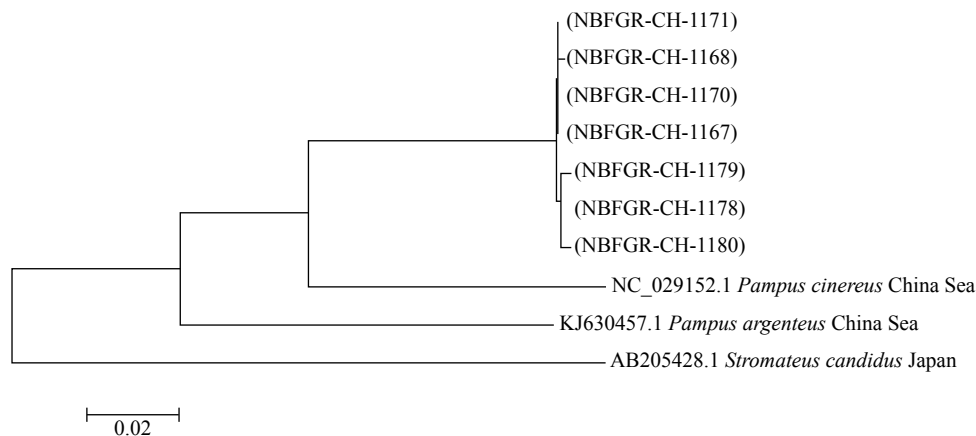 (NBFGR-CH-1171)
(NBFGR-CH-1168)
(NBFGR-CH-1170)
(NBFGR-CH-1167)
(NBFGR-CH-1179)
(NBFGR-CH-1178)
(NBFGR-CH-1180)
NC_029152.1 Pampus cinereus China Sea
KJ630457.1 Pampus argenteus China Sea
AB205428.1 Stromateus candidus Japan
0.02